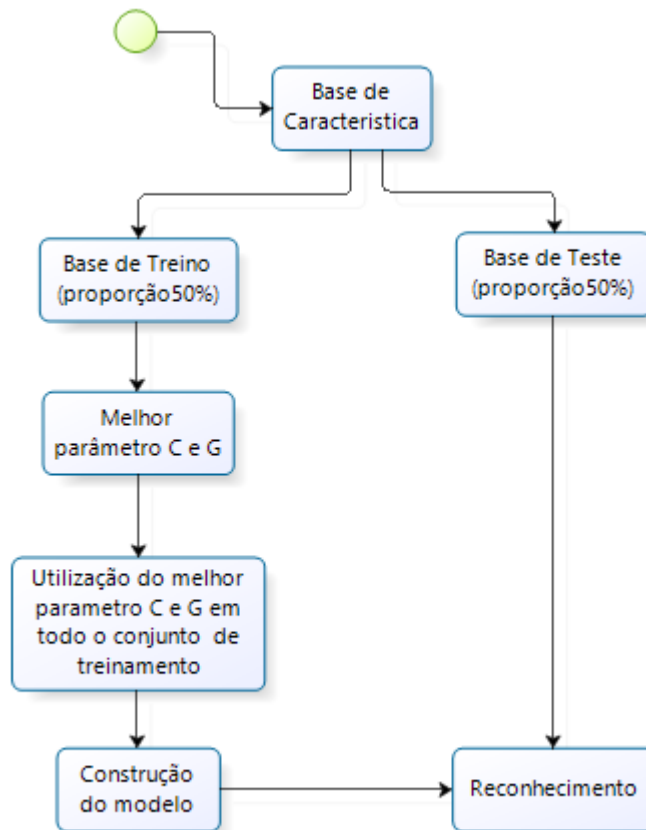 Base de
Caracteristica
Base de Treino
(proporção50%)
Base de Teste
(proporção50%)
Melhor
parâmetro C e G
Utilização do melhor
parametro C e G em
todo o conjunto de
treinamento
Construção
do modelo
Reconhecimento